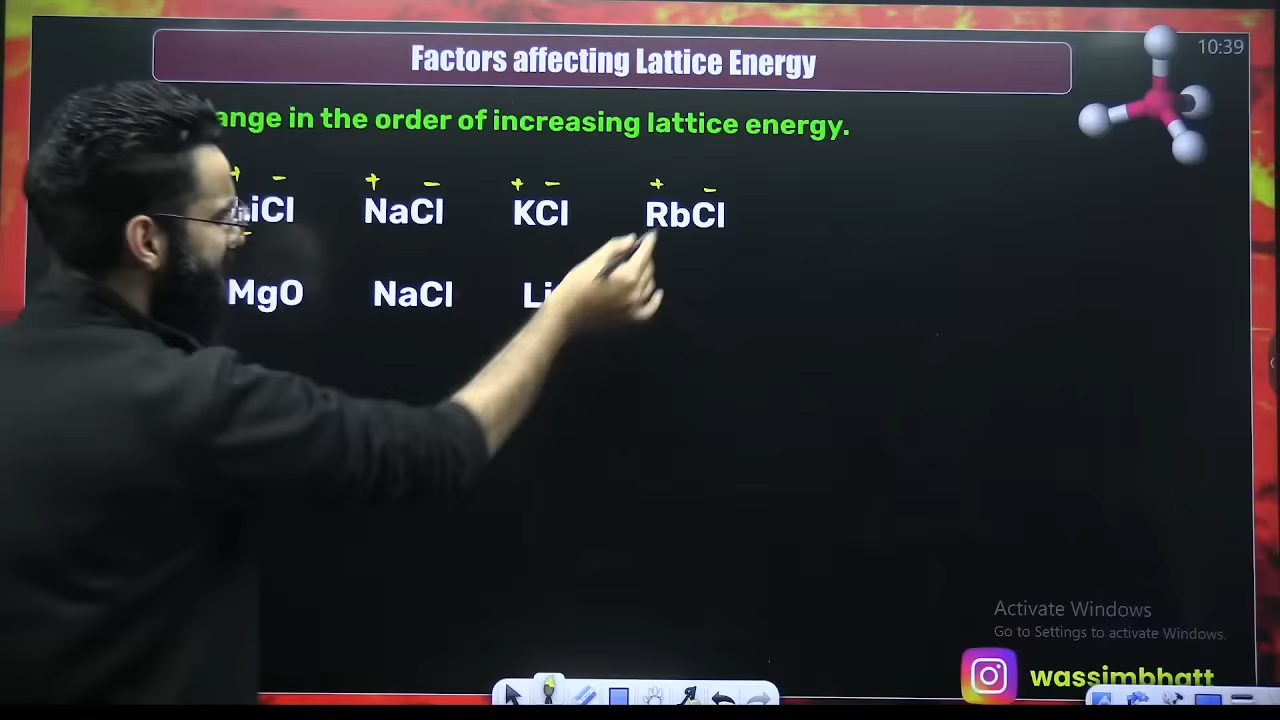 Factors affecting Lattice Energy
10:39
in the order of increasing lattice energy.
+ - + - + - + -
NaCl KCl RbCl
MgO NaCl
Activate Windows
Go to Settings to activate Windows.
wassimbhatt